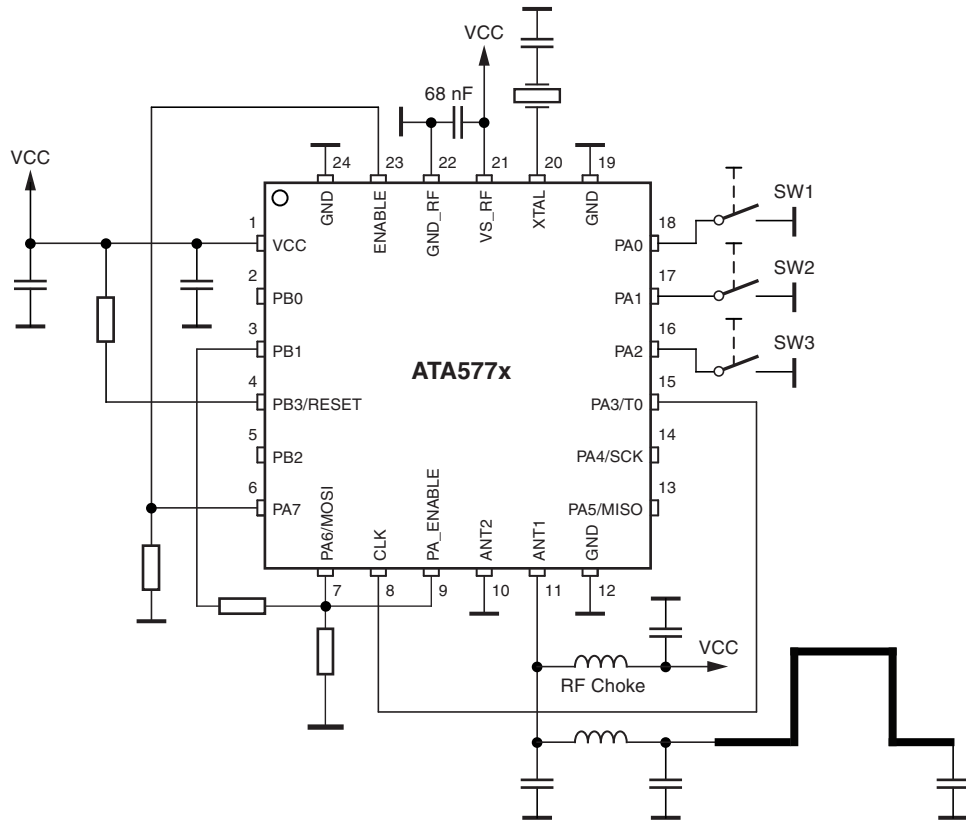 VCC
68 nF
VCC
24
23
22
21
20
19
GND
ENABLE
GND_RF
VS_RF
XTAL
GND
1
VCC
2
PB0
3
PB1
4
PB3/RESET
5
PB2
6
PA7
ATA577x
18
PA0
SW1
17
PA1
SW2
16
PA2
SW3
15
PA3/T0
14
PA4/SCK
13
PA5/MISO
PA6/MOSI
CLK
PA_ENABLE
ANT2
ANT1
GND
7
8
9
10
11
12
VCC
RF Choke